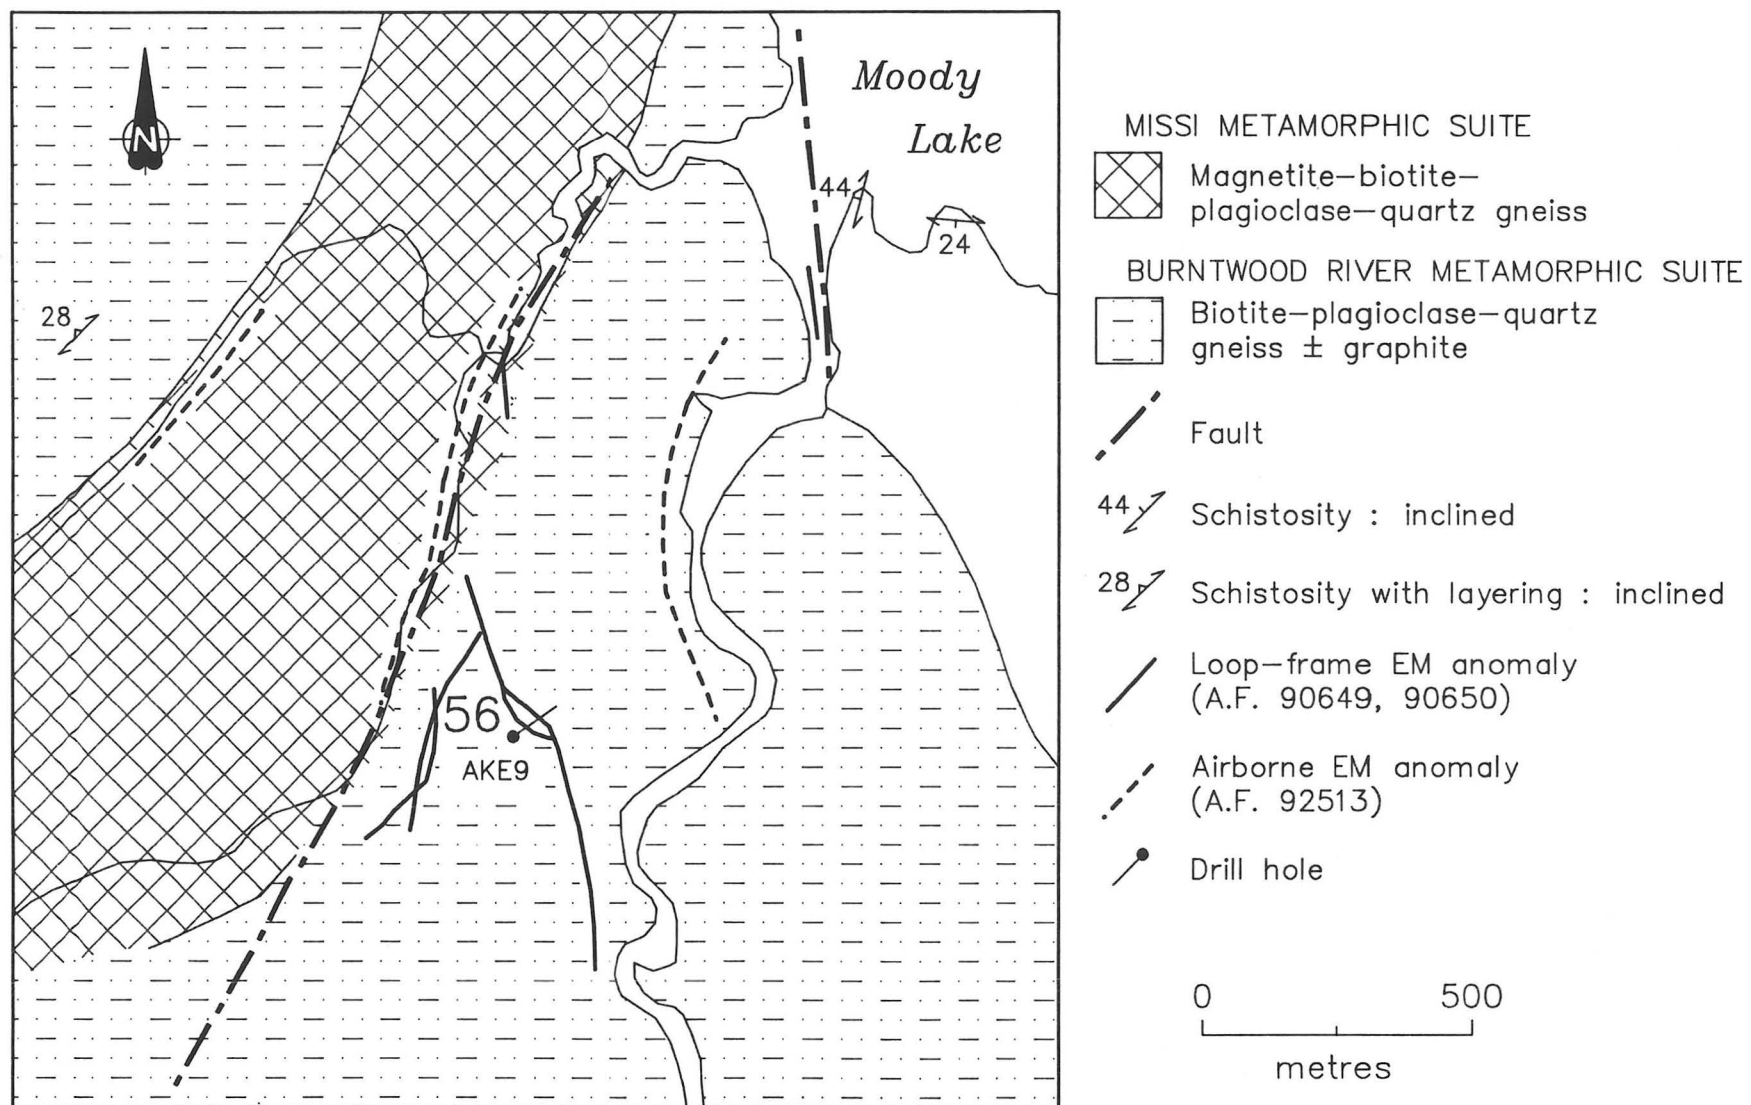 N
Moody
Lake
44
24
28
56
AKE9
MISSI METAMORPHIC SUITE
Magnetite-biotite-
plagioclase-quartz gneiss
BURNTWOOD RIVER METAMORPHIC SUITE
Biotite-plagioclase-quartz
gneiss ± graphite
Fault
44
Schistosity : inclined
28
Schistosity with layering : inclined
Loop-frame EM anomaly
(A.F. 90649, 90650)
Airborne EM anomaly
(A.F. 92513)
Drill hole
0 500
metres